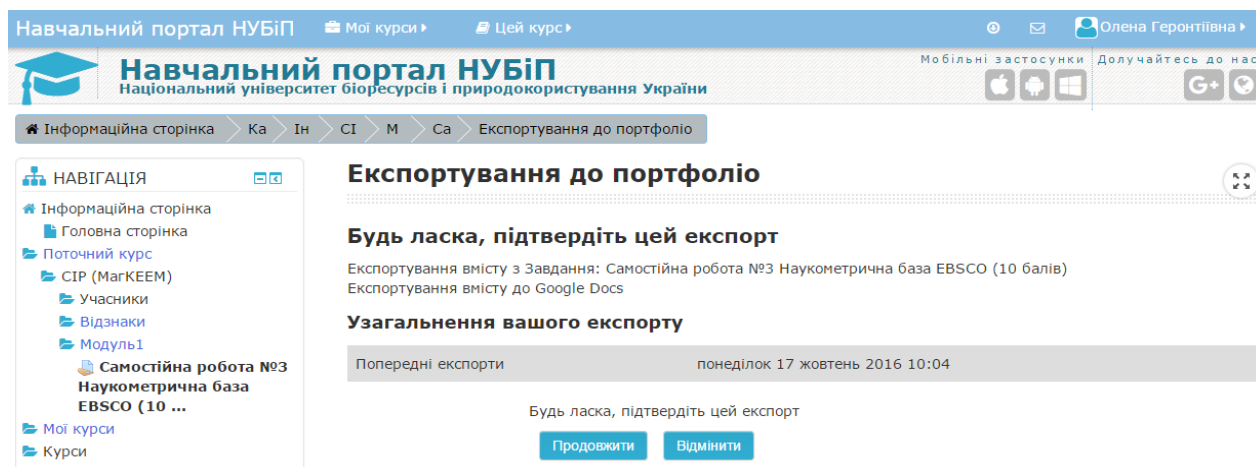 Навчальний портал НУБіП Мої курси Цей курс Олена Геронтіївна
Навчальний портал НУБіП
Національний університет біоресурсів і природокористування України
Мобільні застосунки Долучайтесь до нас
G+
Інформаційна сторінка Ка Ін СІ М Са Експортування до портфоліо
НАВІГАЦІЯ
Інформаційна сторінка
Головна сторінка
Поточний курс
СІР (МагКЕЕМ)
Учасники
Відзнаки
Модуль1
Самостійна робота №3
Наукометрична база
EBSCO (10 ...
Мої курси
Курси
Експортування до портфоліо
Будь ласка, підтвердіть цей експорт
Експортування вмісту з Завдання: Самостійна робота №3 Наукометрична база EBSCO (10 балів)
Експортування вмісту до Google Docs
Узагальнення вашого експорту
Попередні експорти понеділок 17 жовтень 2016 10:04
Будь ласка, підтвердіть цей експорт
Продовжити Відмінити